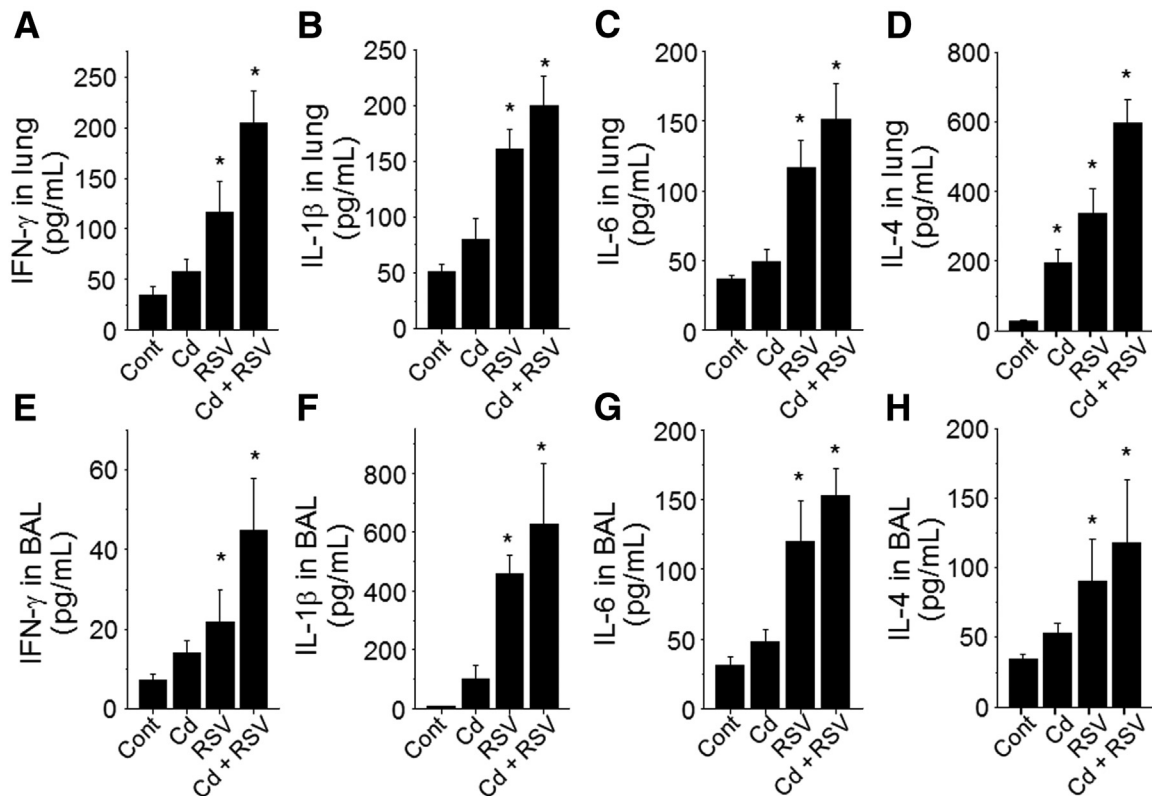 A
IFN-γ in lung
(pg/mL)
250
200
150
100
50
0
*
*
Cont
Cd
RSV
Cd + RSV
B
IL-1β in lung
(pg/mL)
250
200
150
100
50
0
*
*
Cont
Cd
RSV
Cd + RSV
C
IL-6 in lung
(pg/mL)
200
150
100
50
0
*
*
Cont
Cd
RSV
Cd + RSV
D
IL-4 in lung
(pg/mL)
800
600
400
200
0
*
*
*
Cont
Cd
RSV
Cd + RSV
E
IFN-γ in BAL
(pg/mL)
60
40
20
0
*
*
Cont
Cd
RSV
Cd + RSV
F
IL-1β in BAL
(pg/mL)
800
600
400
200
0
*
*
Cont
Cd
RSV
Cd + RSV
G
IL-6 in BAL
(pg/mL)
200
150
100
50
0
*
*
Cont
Cd
RSV
Cd + RSV
H
IL-4 in BAL
(pg/mL)
200
150
100
50
0
*
*
Cont
Cd
RSV
Cd + RSV